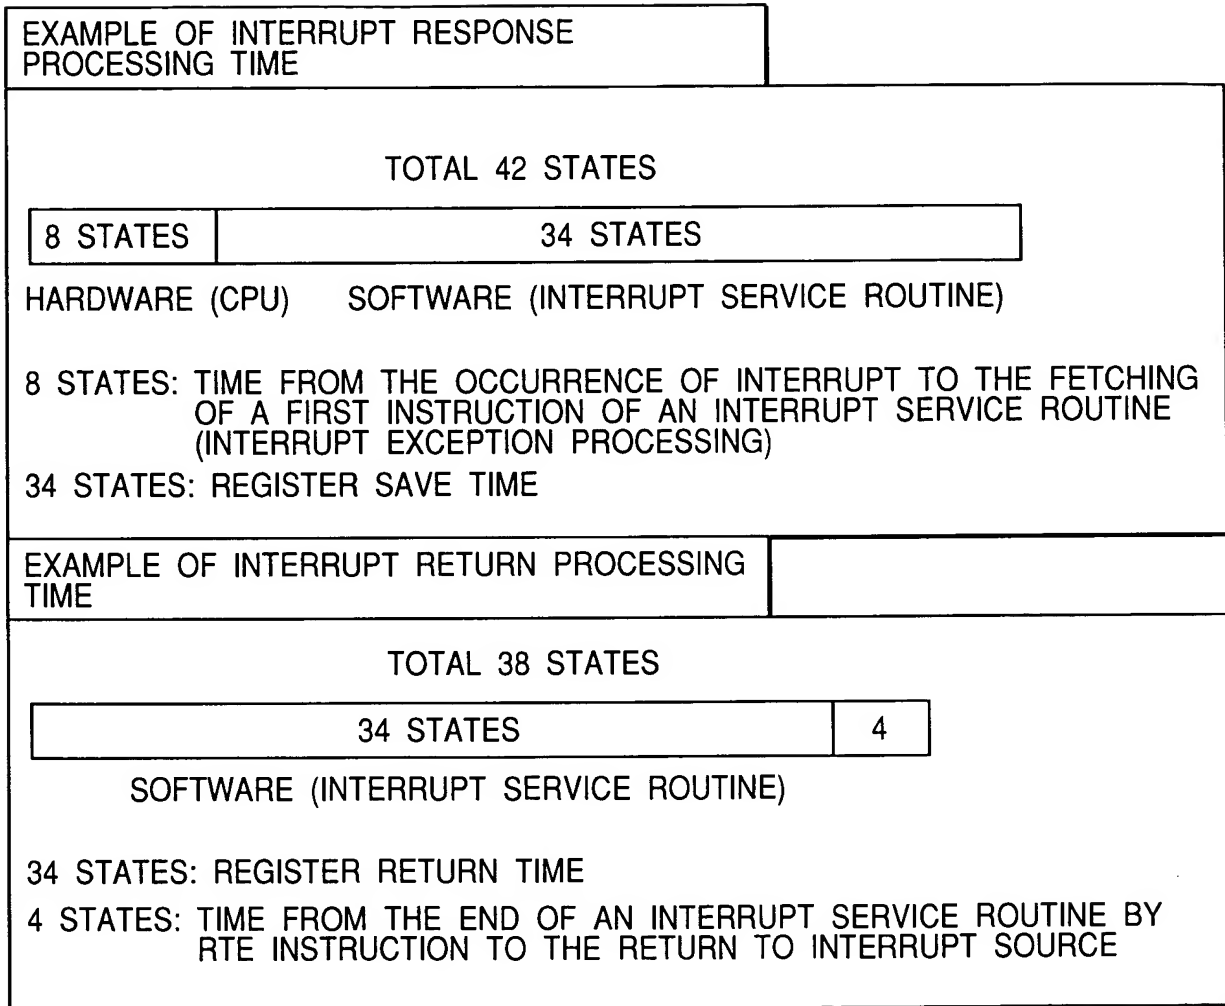 EXAMPLE OF INTERRUPT RESPONSE
PROCESSING TIME
TOTAL 42 STATES
8 STATES
34 STATES
HARDWARE (CPU)
SOFTWARE (INTERRUPT SERVICE ROUTINE)
8 STATES: TIME FROM THE OCCURRENCE OF INTERRUPT TO THE FETCHING
OF A FIRST INSTRUCTION OF AN INTERRUPT SERVICE ROUTINE
(INTERRUPT EXCEPTION PROCESSING)
34 STATES: REGISTER SAVE TIME
EXAMPLE OF INTERRUPT RETURN PROCESSING
TIME
TOTAL 38 STATES
34 STATES
4
SOFTWARE (INTERRUPT SERVICE ROUTINE)
34 STATES: REGISTER RETURN TIME
4 STATES: TIME FROM THE END OF AN INTERRUPT SERVICE ROUTINE BY
RTE INSTRUCTION TO THE RETURN TO INTERRUPT SOURCE